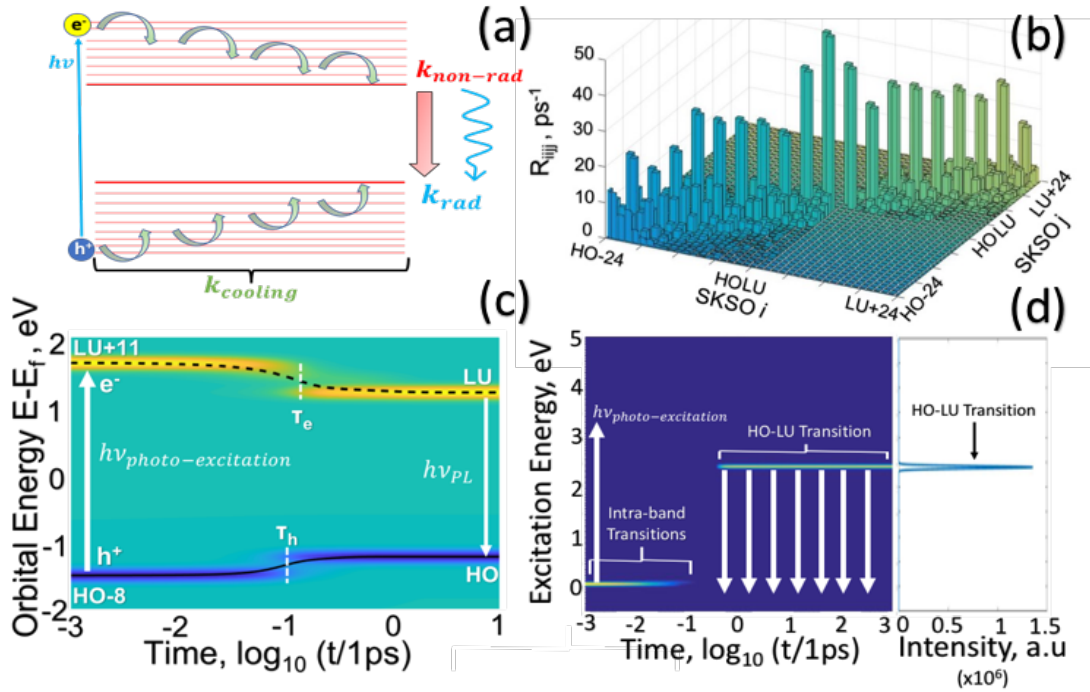 (a)
e-
hν
k_non-rad
k_rad
h+
k_cooling
(b)
R_iijj, ps⁻¹
50
40
30
20
10
0
HO-24
HOLU
SKSO i
LU+24
HO-24
HOLU
SKSO j
LU+24
(c)
Orbital Energy E-E_f, eV
2
1
0
-1
-2
LU+11
e-
LU
τ_e
hν_photo-excitation
hν_PL
τ_h
h+
HO
HO-8
-3
-2
-1
0
1
Time, log₁₀ (t/1ps)
(d)
Excitation Energy, eV
5
4
3
2
1
0
hν_photo-excitation
HO-LU Transition
Intra-band
Transitions
-3
-2
-1
0
1
2
3
Time, log₁₀ (t/1ps)
HO-LU
Transition
0
0.5
1
1.5
Intensity, a.u
(x10⁶)